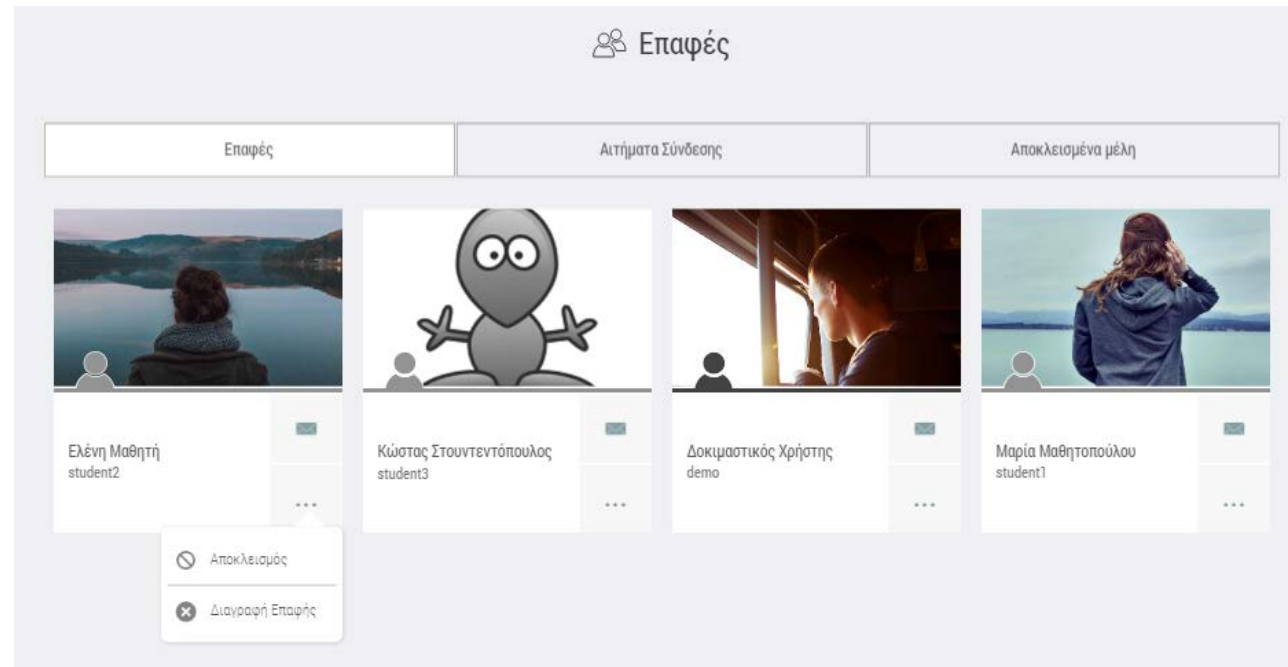 Επαφές
Επαφές
Αιτήματα Σύνδεσης
Αποκλεισμένα μέλη
Ελένη Μαθητή
student2
Κώστας Στουντεντόπουλος
student3
Δοκιμαστικός Χρήστης
demo
Μαρία Μαθητοπούλου
student1
Αποκλεισμός
Διαγραφή Επαφής